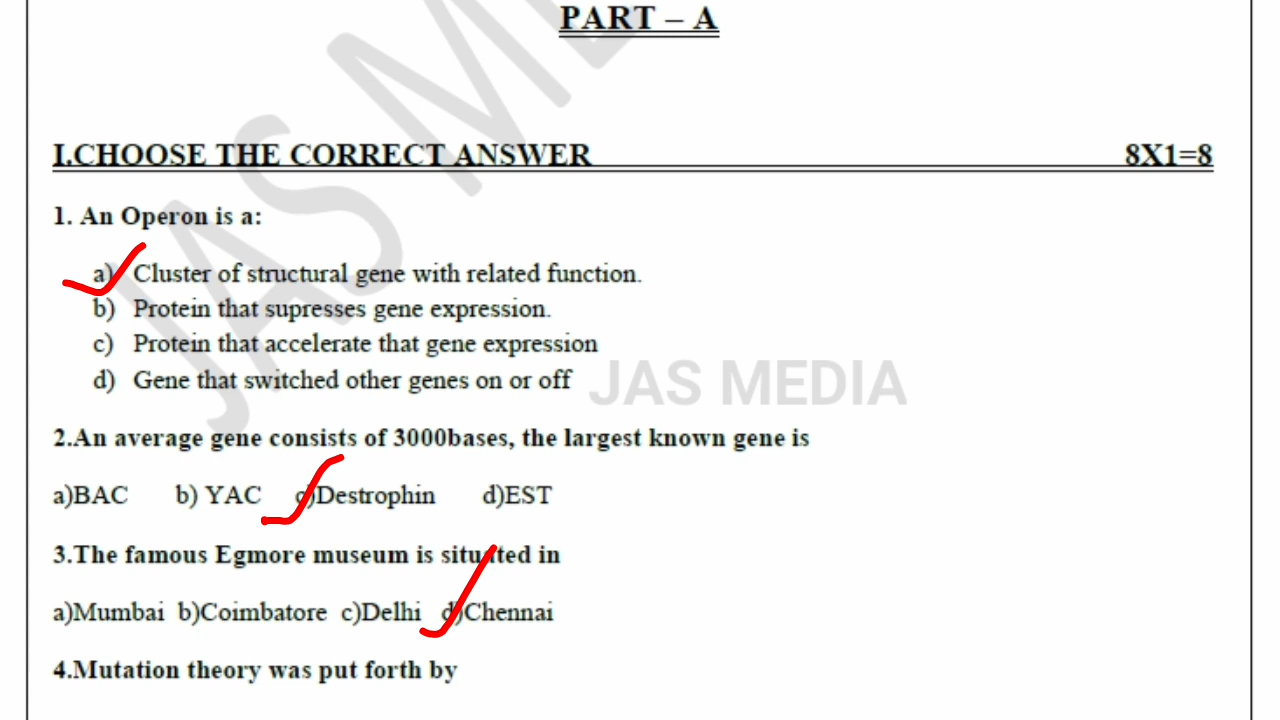 PART – A
I.CHOOSE THE CORRECT ANSWER 8X1=8
1. An Operon is a:
a) Cluster of structural gene with related function.
b) Protein that supresses gene expression.
c) Protein that accelerate that gene expression
d) Gene that switched other genes on or off
JAS MEDIA
2.An average gene consists of 3000bases, the largest known gene is
a)BAC b) YAC c)Destrophin d)EST
3.The famous Egmore museum is situated in
a)Mumbai b)Coimbatore c)Delhi d)Chennai
4.Mutation theory was put forth by
JAS ME